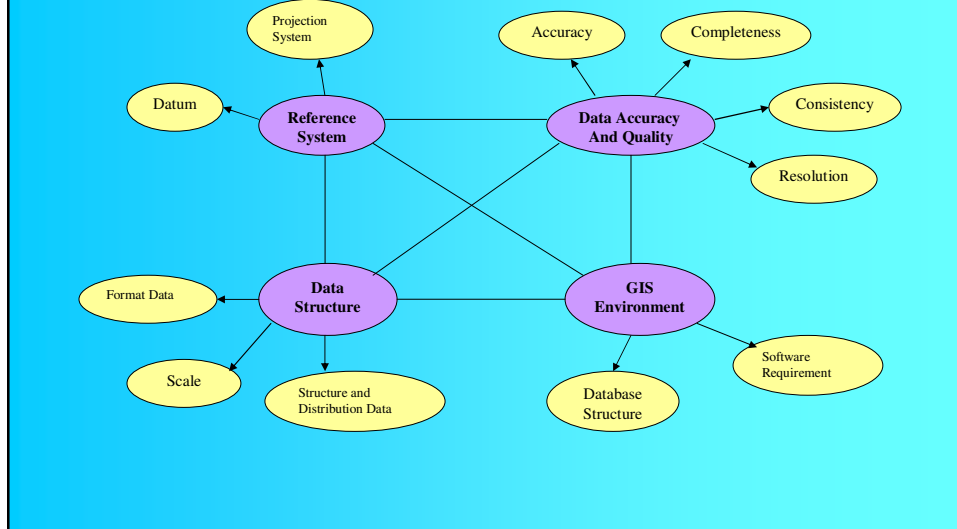 Projection
System
Accuracy
Completeness
Datum
Reference
System
Data Accuracy
And Quality
Consistency
Resolution
Format Data
Data
Structure
GIS
Environment
Scale
Structure and
Distribution Data
Database
Structure
Software
Requirement